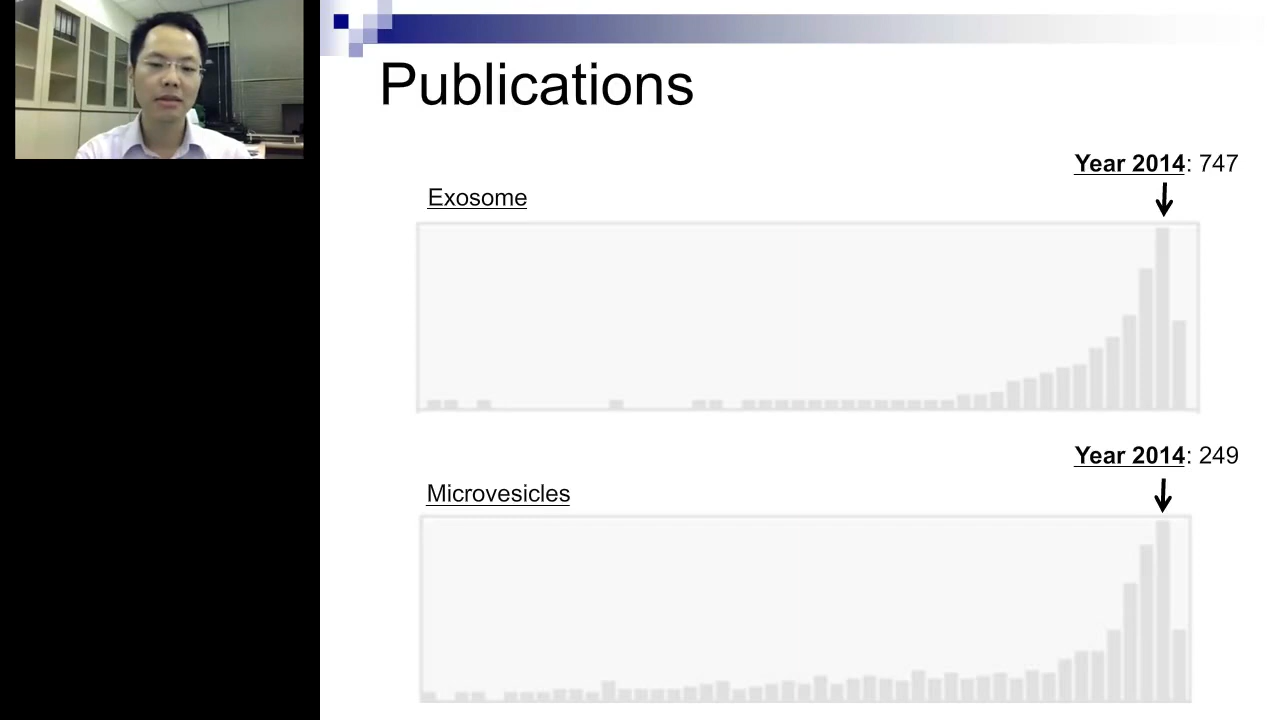 Publications
Year 2014: 747
Exosome
Year 2014: 249
Microvesicles